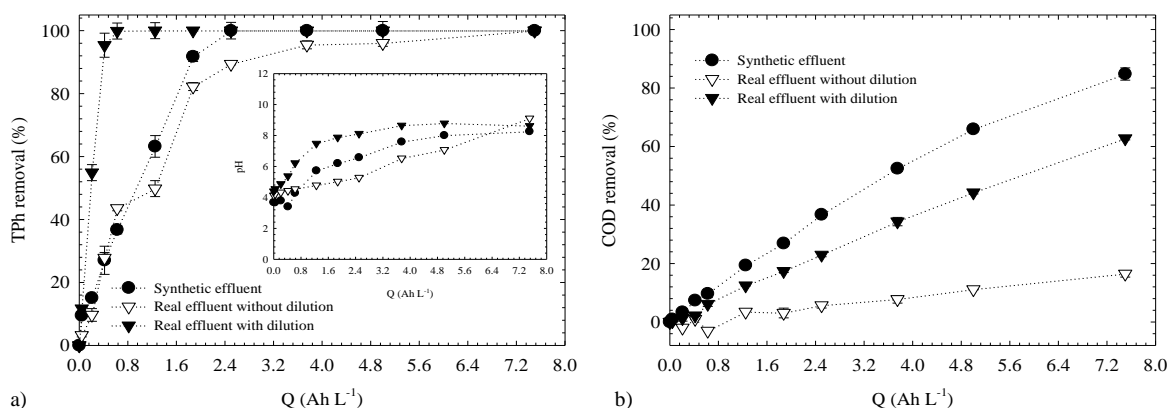 TPh removal (%)
100
80
60
40
20
0
0.0 0.8 1.6 2.4 3.2 4.0 4.8 5.6 6.4 7.2 8.0
Q (Ah L⁻¹)
pH
12
10
8
6
4
2
0
0.0 0.8 1.6 2.4 3.2 4.0 4.8 5.6 6.4 7.2 8.0
Q (Ah L⁻¹)
Synthetic effluent
Real effluent without dilution
Real effluent with dilution
a)
COD removal (%)
100
80
60
40
20
0
Synthetic effluent
Real effluent without dilution
Real effluent with dilution
0.0 0.8 1.6 2.4 3.2 4.0 4.8 5.6 6.4 7.2 8.0
Q (Ah L⁻¹)
b)